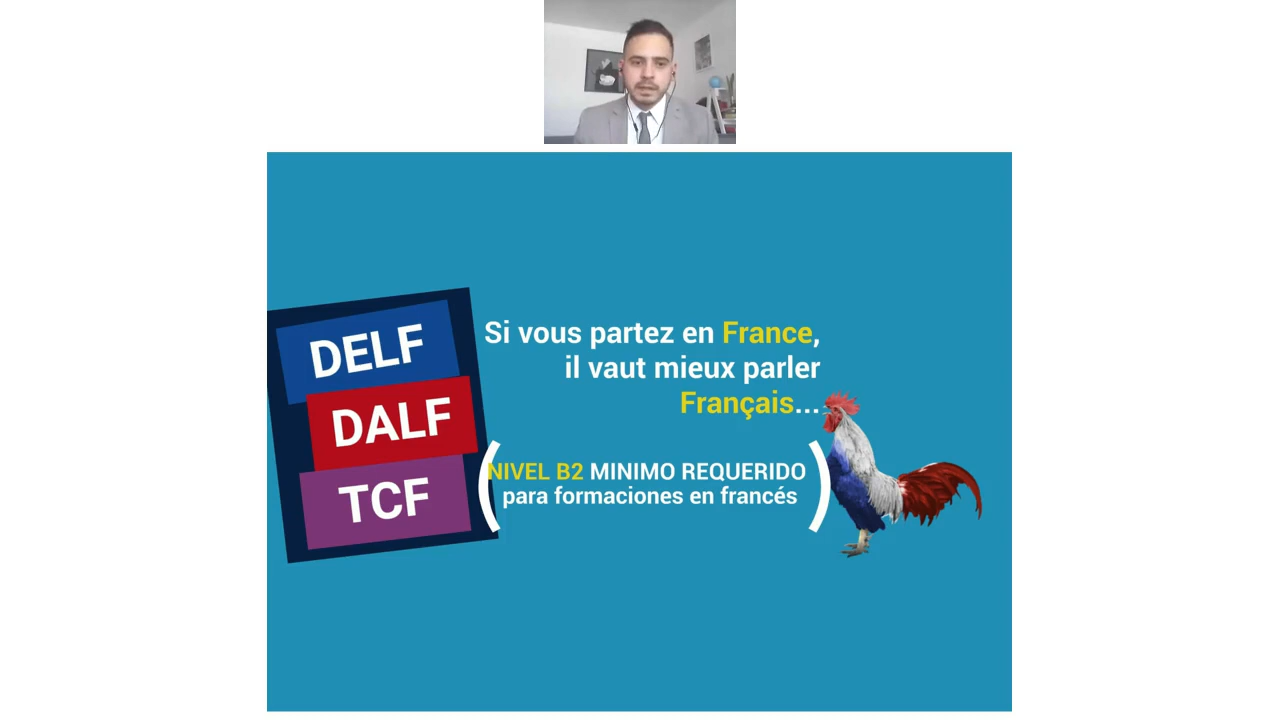 DELF
DALF
TCF
Si vous partez en France,
il vaut mieux parler
Français...
(NIVEL B2 MINIMO REQUERIDO
para formaciones en francés)